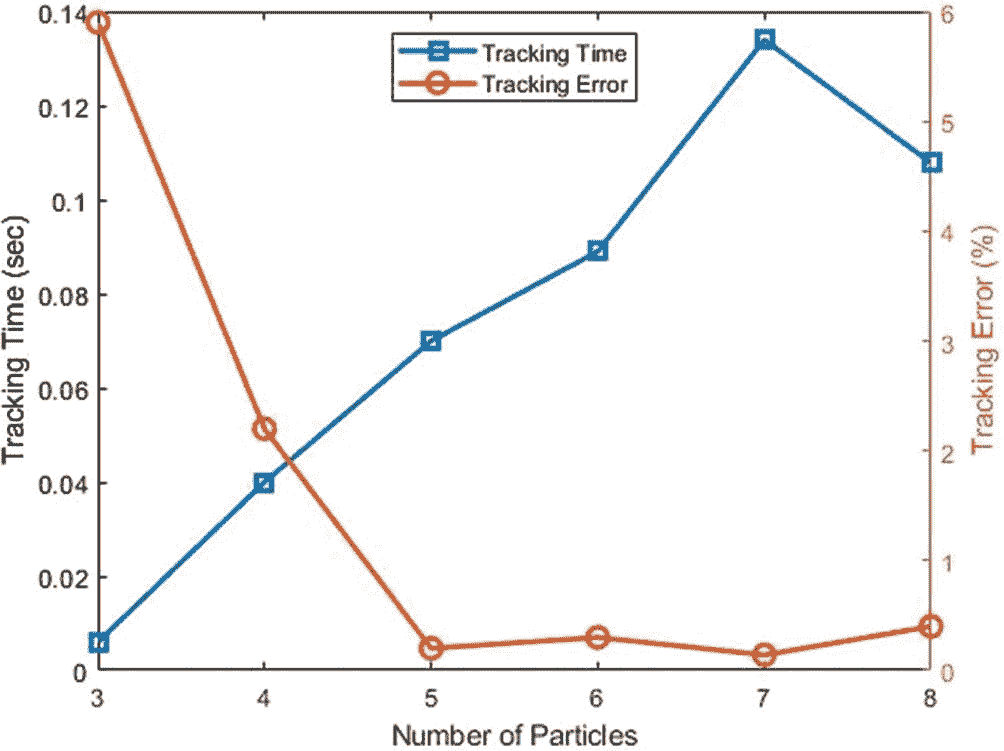 Tracking Time
Tracking Error
Tracking Time (sec)
0.14
0.12
0.1
0.08
0.06
0.04
0.02
0
Tracking Error (%)
6
5
4
3
2
1
0
3 4 5 6 7 8
Number of Particles